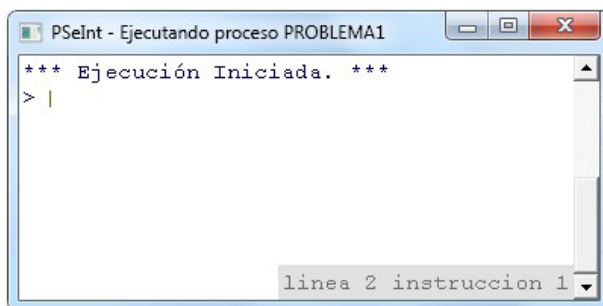 PSeInt - Ejecutando proceso PROBLEMA1
*** Ejecución Iniciada. ***
> |
linea 2 instruccion 1